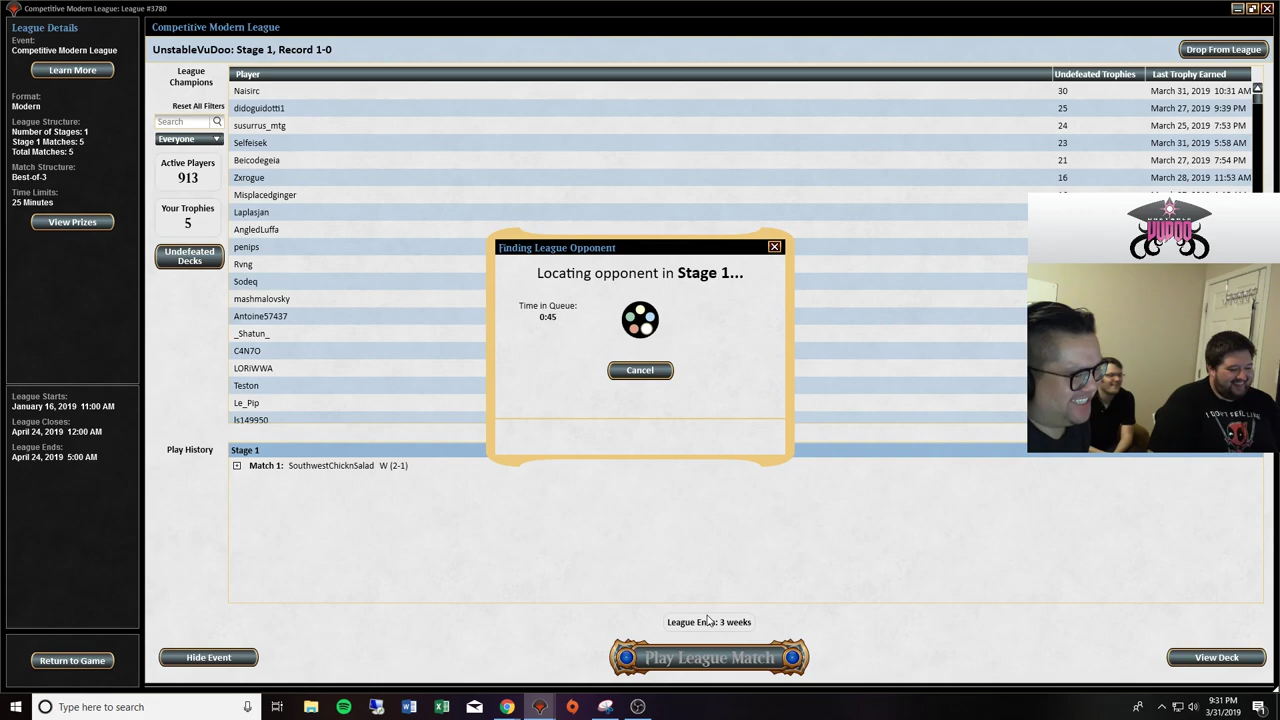 Competitive Modern League: League #3780
League Details
Event:
Competitive Modern League
Learn More
Format:
Modern
League Structure:
Number of Stages: 1
Stage 1 Matches: 5
Total Matches: 5
Match Structure:
Best-of-3
Time Limits:
25 Minutes
View Prizes
League Starts:
January 16, 2019 11:00 AM
League Closes:
April 24, 2019 12:00 AM
League Ends:
April 24, 2019 5:00 AM
Return to Game
Competitive Modern League
UnstableVuDoo: Stage 1, Record 1-0
Drop From League
League
Champions
Reset All Filters
Search
Everyone
Active Players
913
Your Trophies
5
Undefeated
Decks
Player Undefeated Trophies Last Trophy Earned
Naisirc 30 March 31, 2019 10:31 AM
didoguidotti1 25 March 27, 2019 9:39 PM
susurrus_mtg 24 March 25, 2019 7:53 PM
Selfeisek 23 March 31, 2019 5:58 AM
Beicodegeia 21 March 27, 2019 7:54 PM
Zxrogue 16 March 28, 2019 11:53 AM
Misplacedginger
Laplasjan
AngledLuffa
penips
Rvng
Sodeq
mashmalovsky
Antoine57437
_Shatun_
C4N7O
LORiWWA
Teston
Le_Pip
ls149950
Finding League Opponent
Locating opponent in Stage 1...
Time in Queue:
0:45
Cancel
UNSTABLE
VUDOO
I DON'T FEEL LIKE
Play History
Stage 1
Match 1: SouthwestChicknSalad W (2-1)
League Ends: 3 weeks
Hide Event
Play League Match
View Deck
Type here to search
9:31 PM
3/31/2019